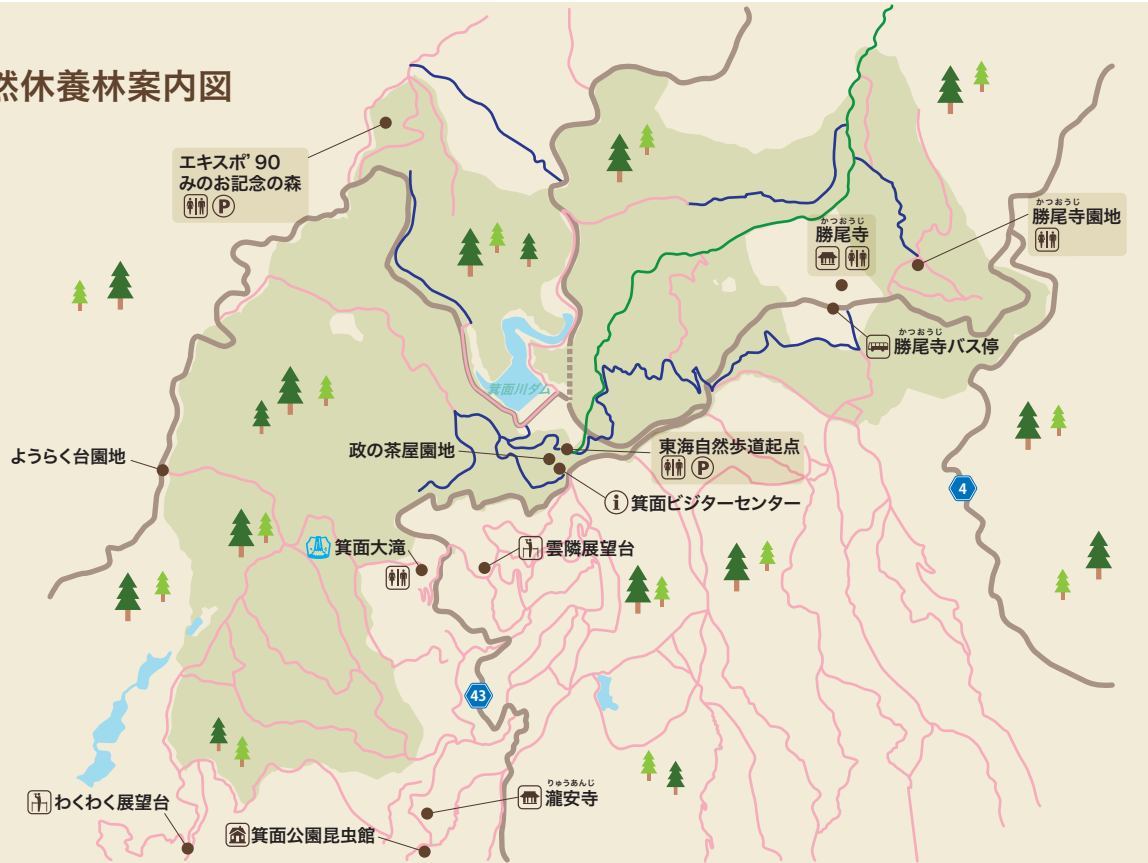 然休養林案内図
エキスポ’90
みのお記念の森
P
かつおうじ
勝尾寺園地
かつおうじ
勝尾寺
かつおうじ
勝尾寺バス停
箕面川ダム
ようらく台園地
政の茶屋園地
東海自然歩道起点
P
i 箕面ビジターセンター
4
箕面大滝
雲隣展望台
43
りゅうあんじ
瀧安寺
わくわく展望台
箕面公園昆虫館